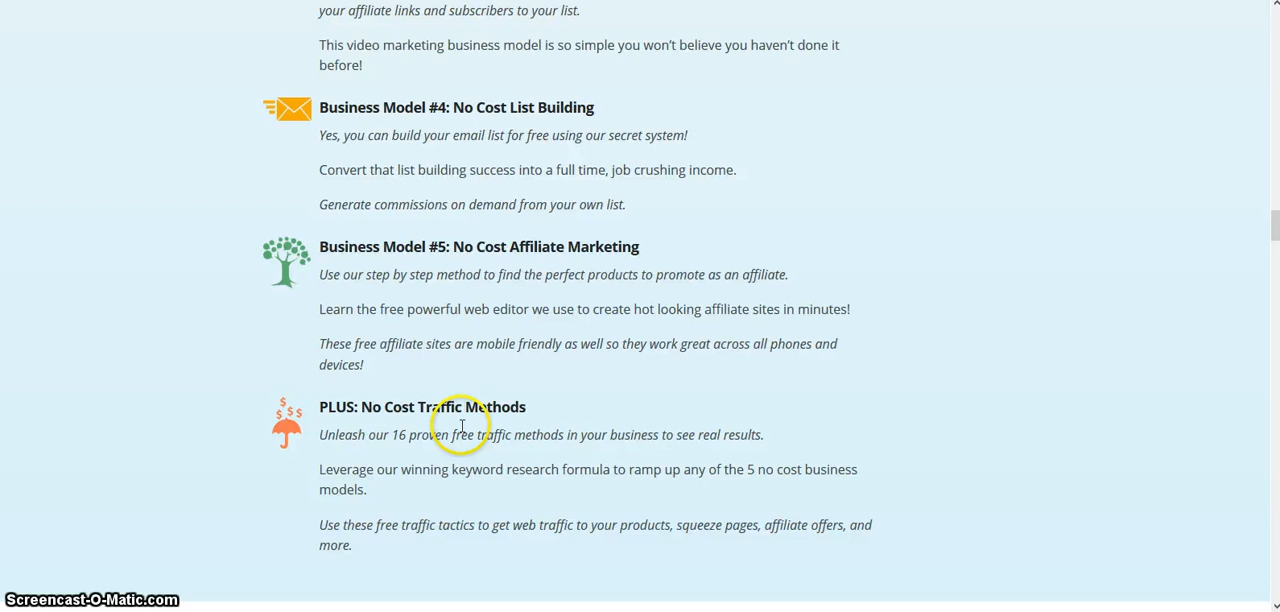 your affiliate links and subscribers to your list.
This video marketing business model is so simple you won't believe you haven't done it
before!
Business Model #4: No Cost List Building
Yes, you can build your email list for free using our secret system!
Convert that list building success into a full time, job crushing income.
Generate commissions on demand from your own list.
Business Model #5: No Cost Affiliate Marketing
Use our step by step method to find the perfect products to promote as an affiliate.
Learn the free powerful web editor we use to create hot looking affiliate sites in minutes!
These free affiliate sites are mobile friendly as well so they work great across all phones and
devices!
PLUS: No Cost Traffic Methods
Unleash our 16 proven free traffic methods in your business to see real results.
Leverage our winning keyword research formula to ramp up any of the 5 no cost business
models.
Use these free traffic tactics to get web traffic to your products, squeeze pages, affiliate offers, and
more.
Screencast-O-Matic.com